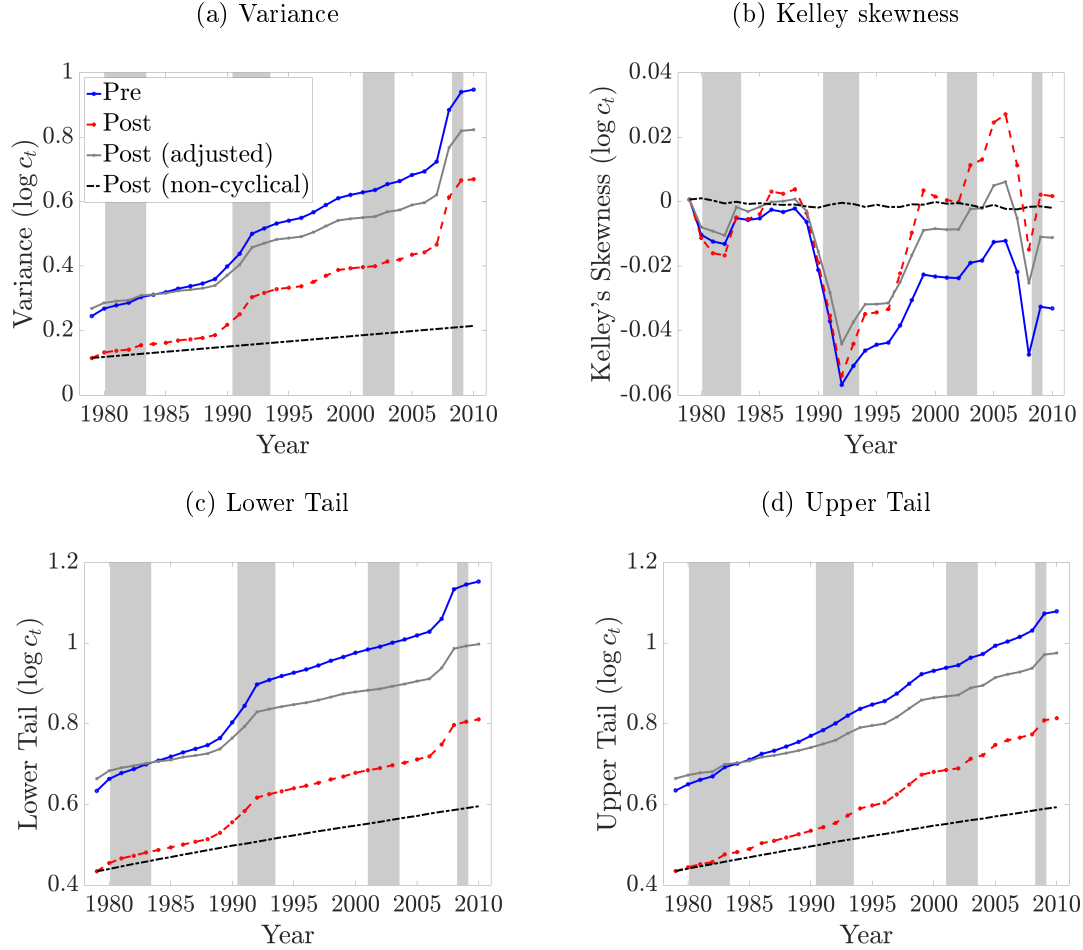 (a) Variance
Variance (log c_t)
1
0.8
0.6
0.4
0.2
0
Pre
Post
Post (adjusted)
Post (non-cyclical)
1980 1985 1990 1995 2000 2005 2010
Year
(b) Kelley skewness
Kelley's Skewness (log c_t)
0.04
0.02
0
-0.02
-0.04
-0.06
1980 1985 1990 1995 2000 2005 2010
Year
(c) Lower Tail
Lower Tail (log c_t)
1.2
1
0.8
0.6
0.4
1980 1985 1990 1995 2000 2005 2010
Year
(d) Upper Tail
Upper Tail (log c_t)
1.2
1
0.8
0.6
0.4
1980 1985 1990 1995 2000 2005 2010
Year